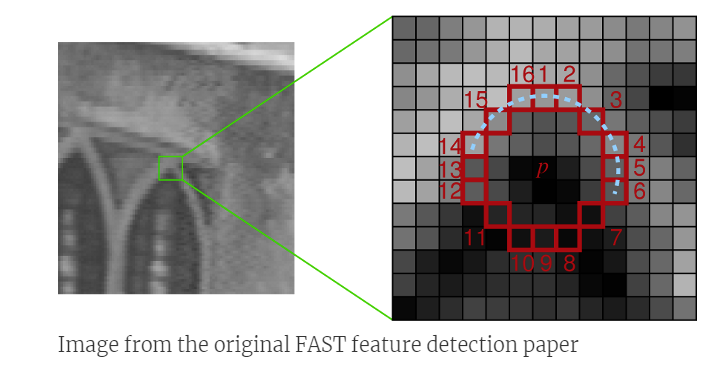 16 1 2
15 3
14 4
13 p 5
12 6
11 7
10 9 8
Image from the original FAST feature detection paper